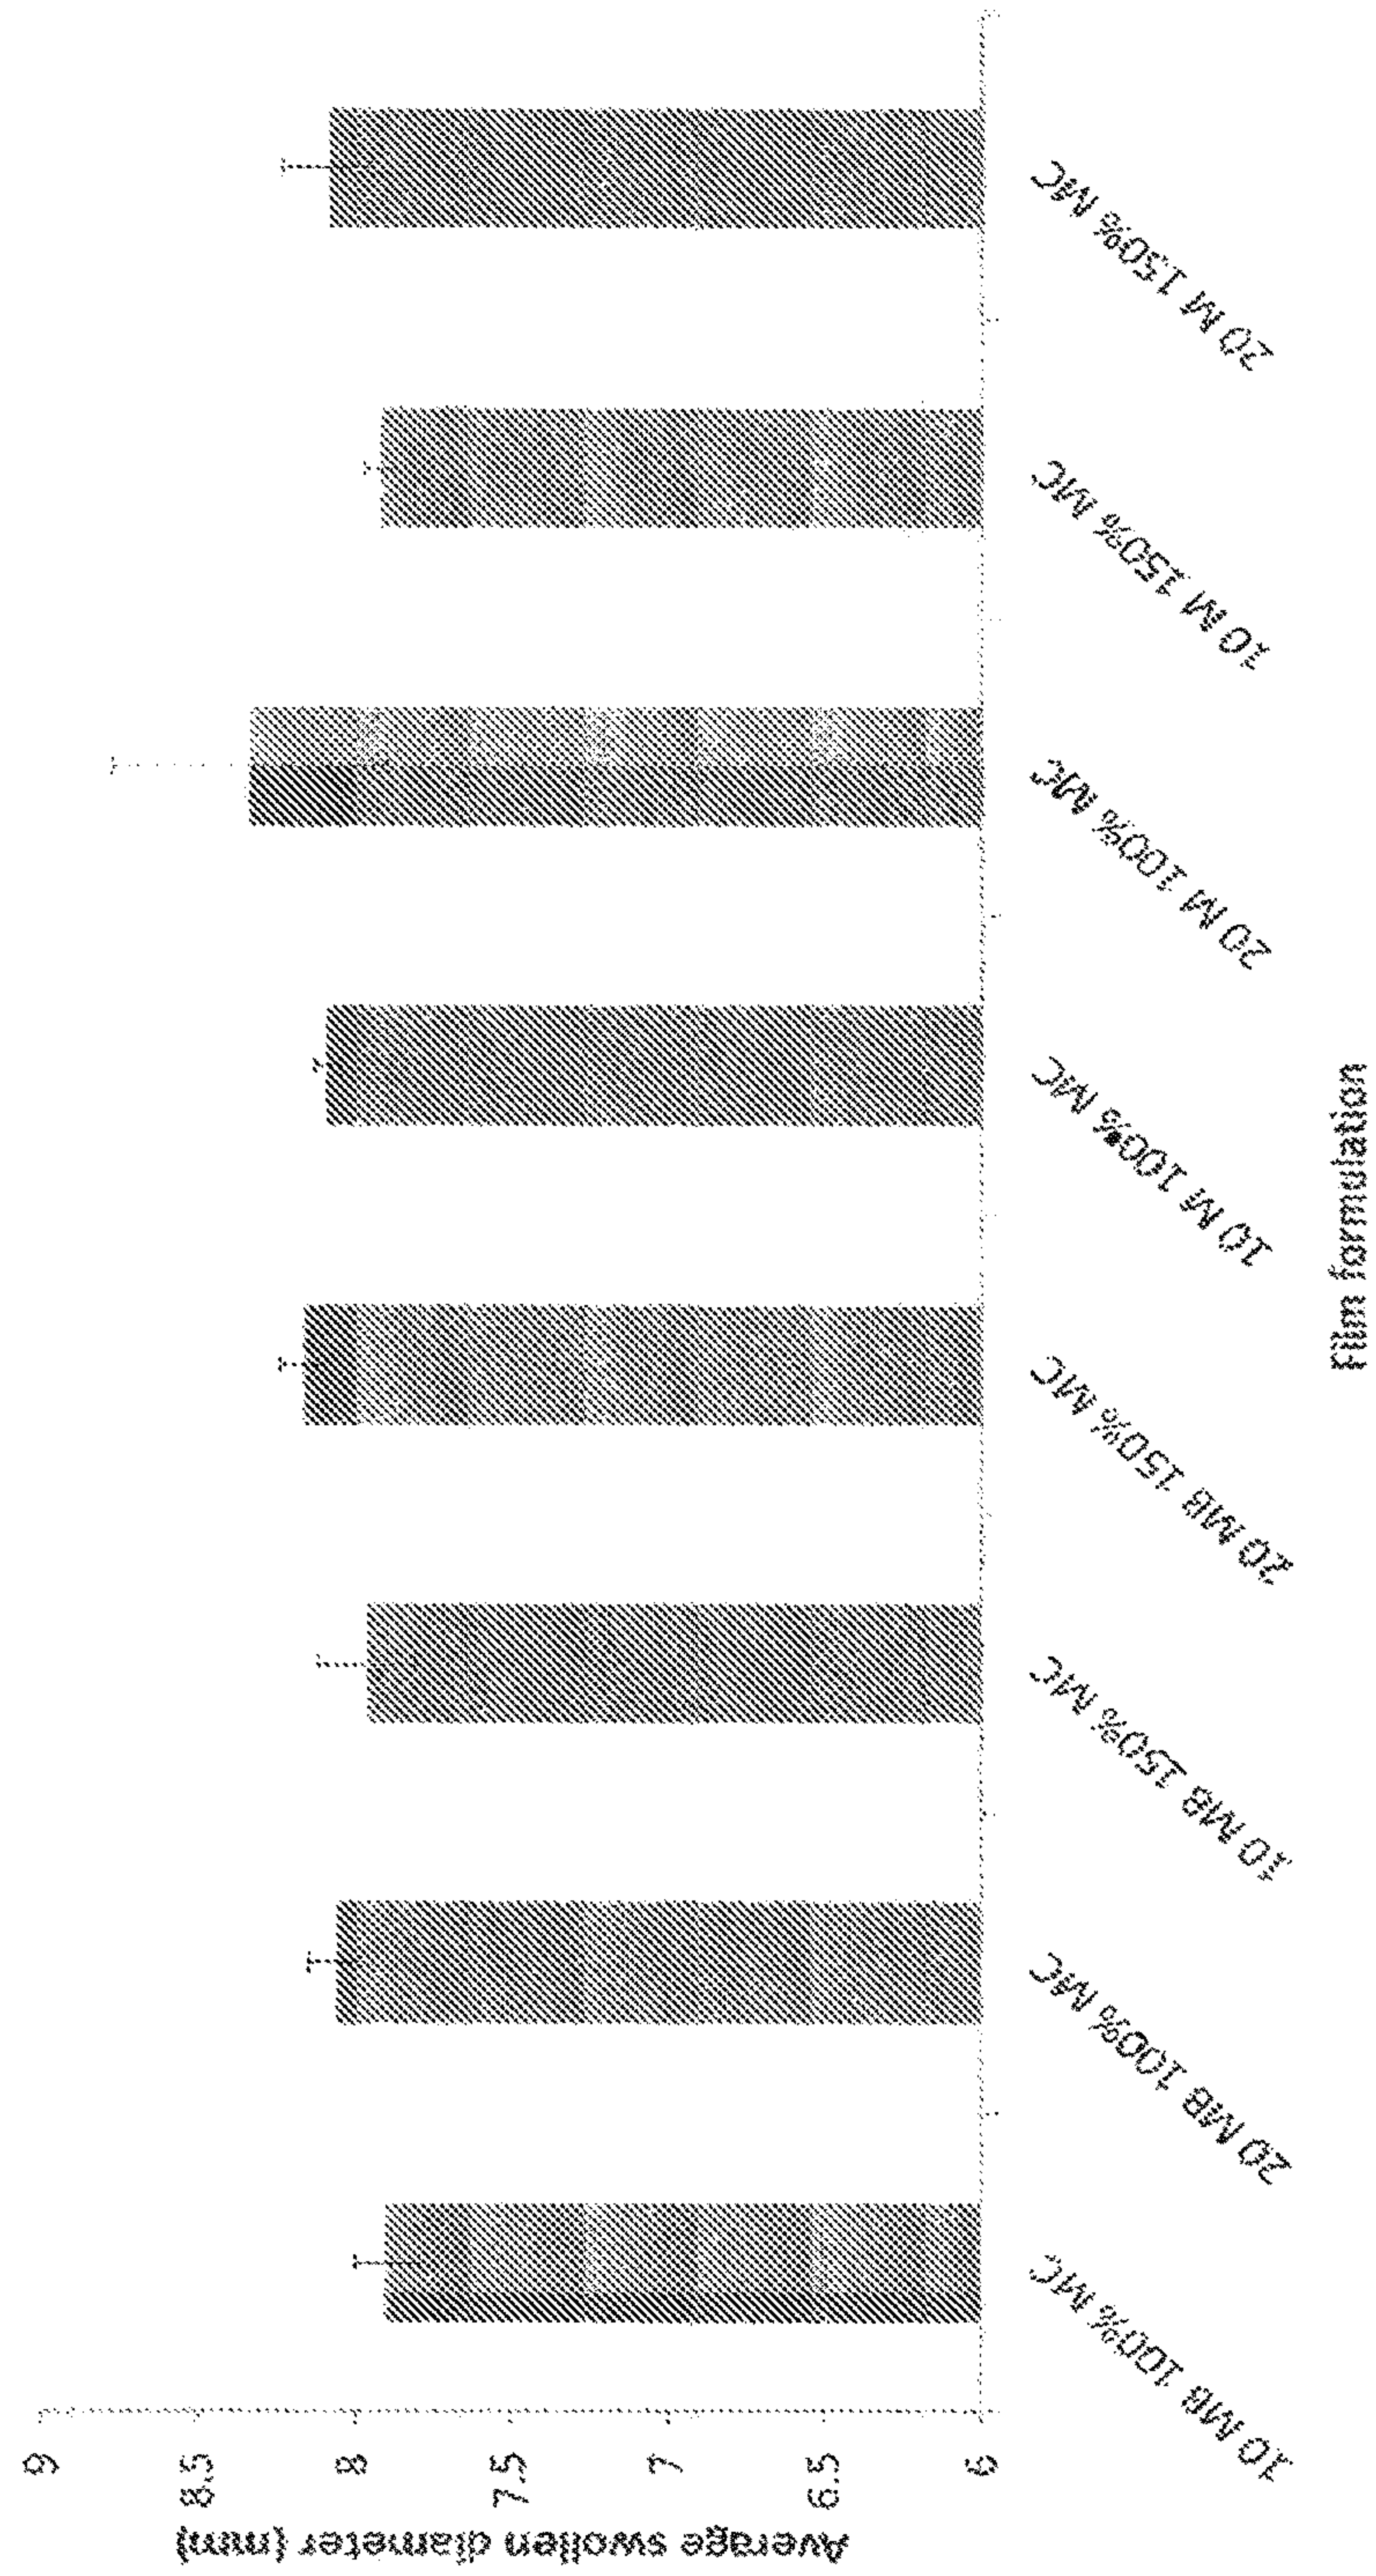 Average swollen diameter (mm)
9
8.5
8
7.5
7
6.5
6
10 MB 100% MC
20 MB 100% MC
10 MB 150% MC
20 MB 150% MC
10 M 100% MC
20 M 100% MC
10 M 150% MC
20 M 150% MC
Film formulation